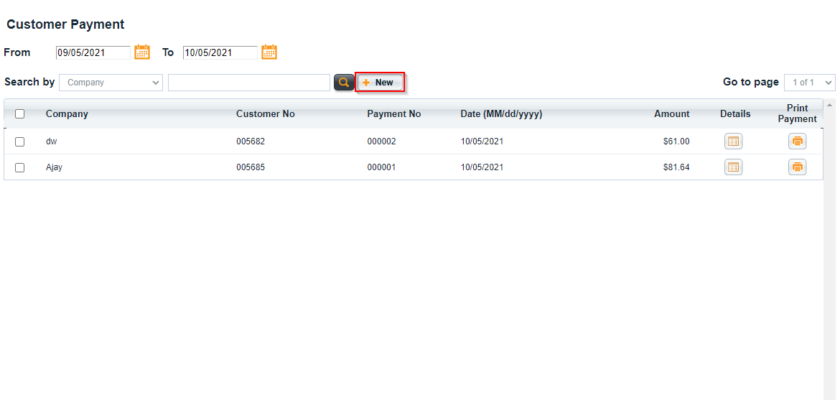 Customer Payment
From 09/05/2021 To 10/05/2021
Search by Company New Go to page 1 of 1
Company Customer No Payment No Date (MM/dd/yyyy) Amount Details Print Payment
dw 005682 000002 10/05/2021 $61.00
Ajay 005685 000001 10/05/2021 $81.64